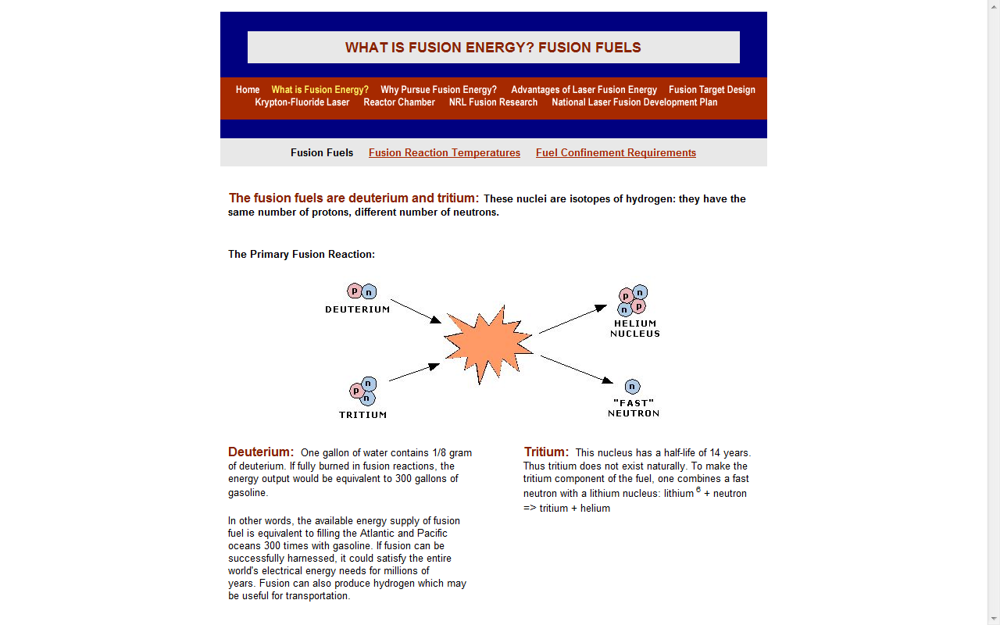 WHAT IS FUSION ENERGY? FUSION FUELS
Home What is Fusion Energy? Why Pursue Fusion Energy? Advantages of Laser Fusion Energy Fusion Target Design
Krypton-Fluoride Laser Reactor Chamber NRL Fusion Research National Laser Fusion Development Plan
Fusion Fuels Fusion Reaction Temperatures Fuel Confinement Requirements
The fusion fuels are deuterium and tritium: These nuclei are isotopes of hydrogen: they have the
same number of protons, different number of neutrons.
The Primary Fusion Reaction:
p n
DEUTERIUM
p n n
TRITIUM
p n n p
HELIUM
NUCLEUS
n
"FAST"
NEUTRON
Deuterium: One gallon of water contains 1/8 gram
of deuterium. If fully burned in fusion reactions, the
energy output would be equivalent to 300 gallons of
gasoline.
In other words, the available energy supply of fusion
fuel is equivalent to filling the Atlantic and Pacific
oceans 300 times with gasoline. If fusion can be
successfully harnessed, it could satisfy the entire
world's electrical energy needs for millions of
years. Fusion can also produce hydrogen which may
be useful for transportation.
Tritium: This nucleus has a half-life of 14 years.
Thus tritium does not exist naturally. To make the
tritium component of the fuel, one combines a fast
neutron with a lithium nucleus: lithium 6 + neutron
=> tritium + helium